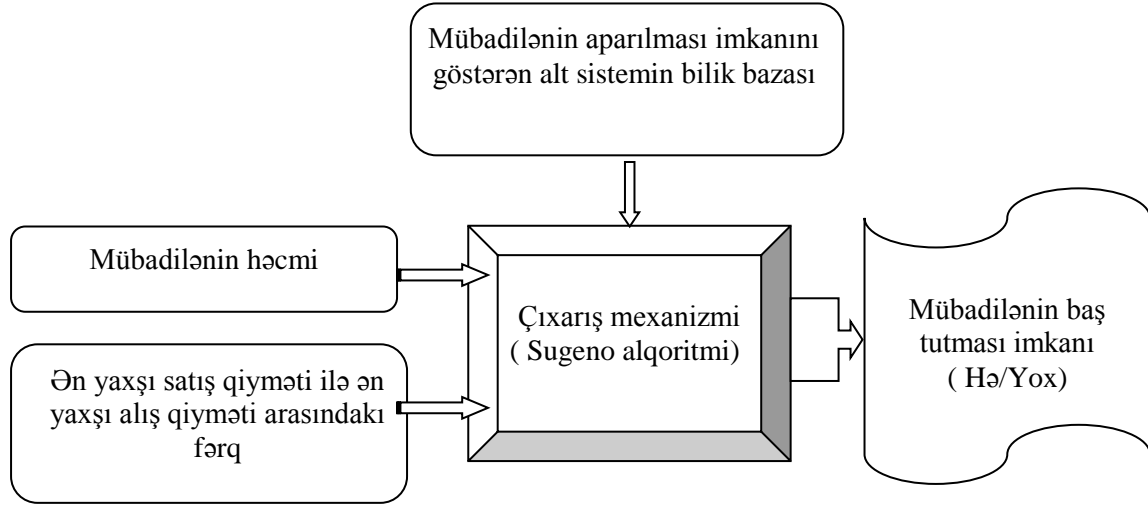 Mübadilənin aparılması imkanını
göstərən alt sistemin bilik bazası
Mübadilənin həcmi
Ən yaxşı satış qiyməti ilə ən
yaxşı alış qiyməti arasındakı
fərq
Çıxarış mexanizmi
( Sugeno alqoritmi)
Mübadilənin baş
tutması imkanı
( Hə/Yox)